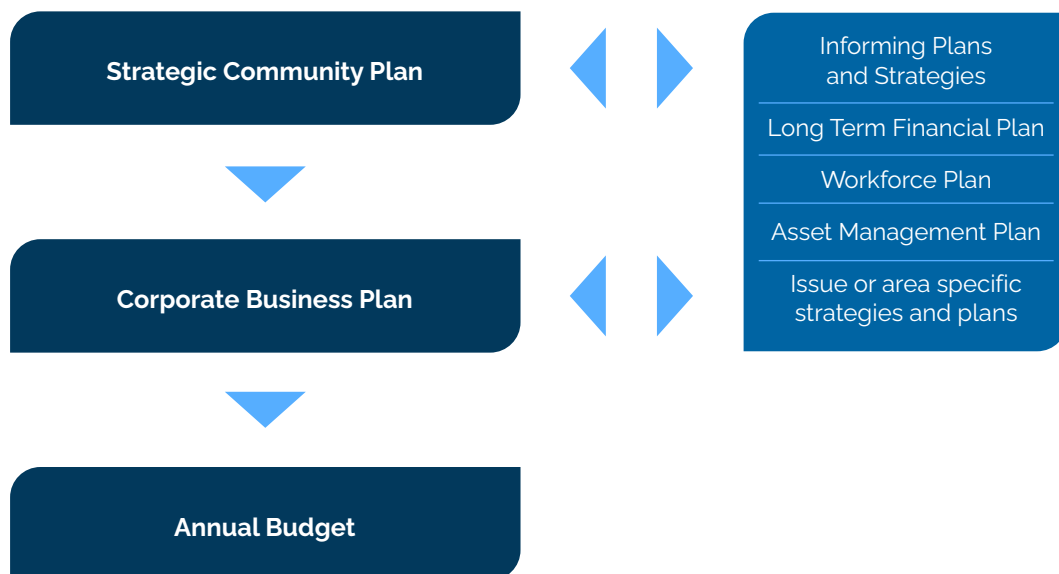 Strategic Community Plan
Corporate Business Plan
Annual Budget
Informing Plans
and Strategies
Long Term Financial Plan
Workforce Plan
Asset Management Plan
Issue or area specific
strategies and plans